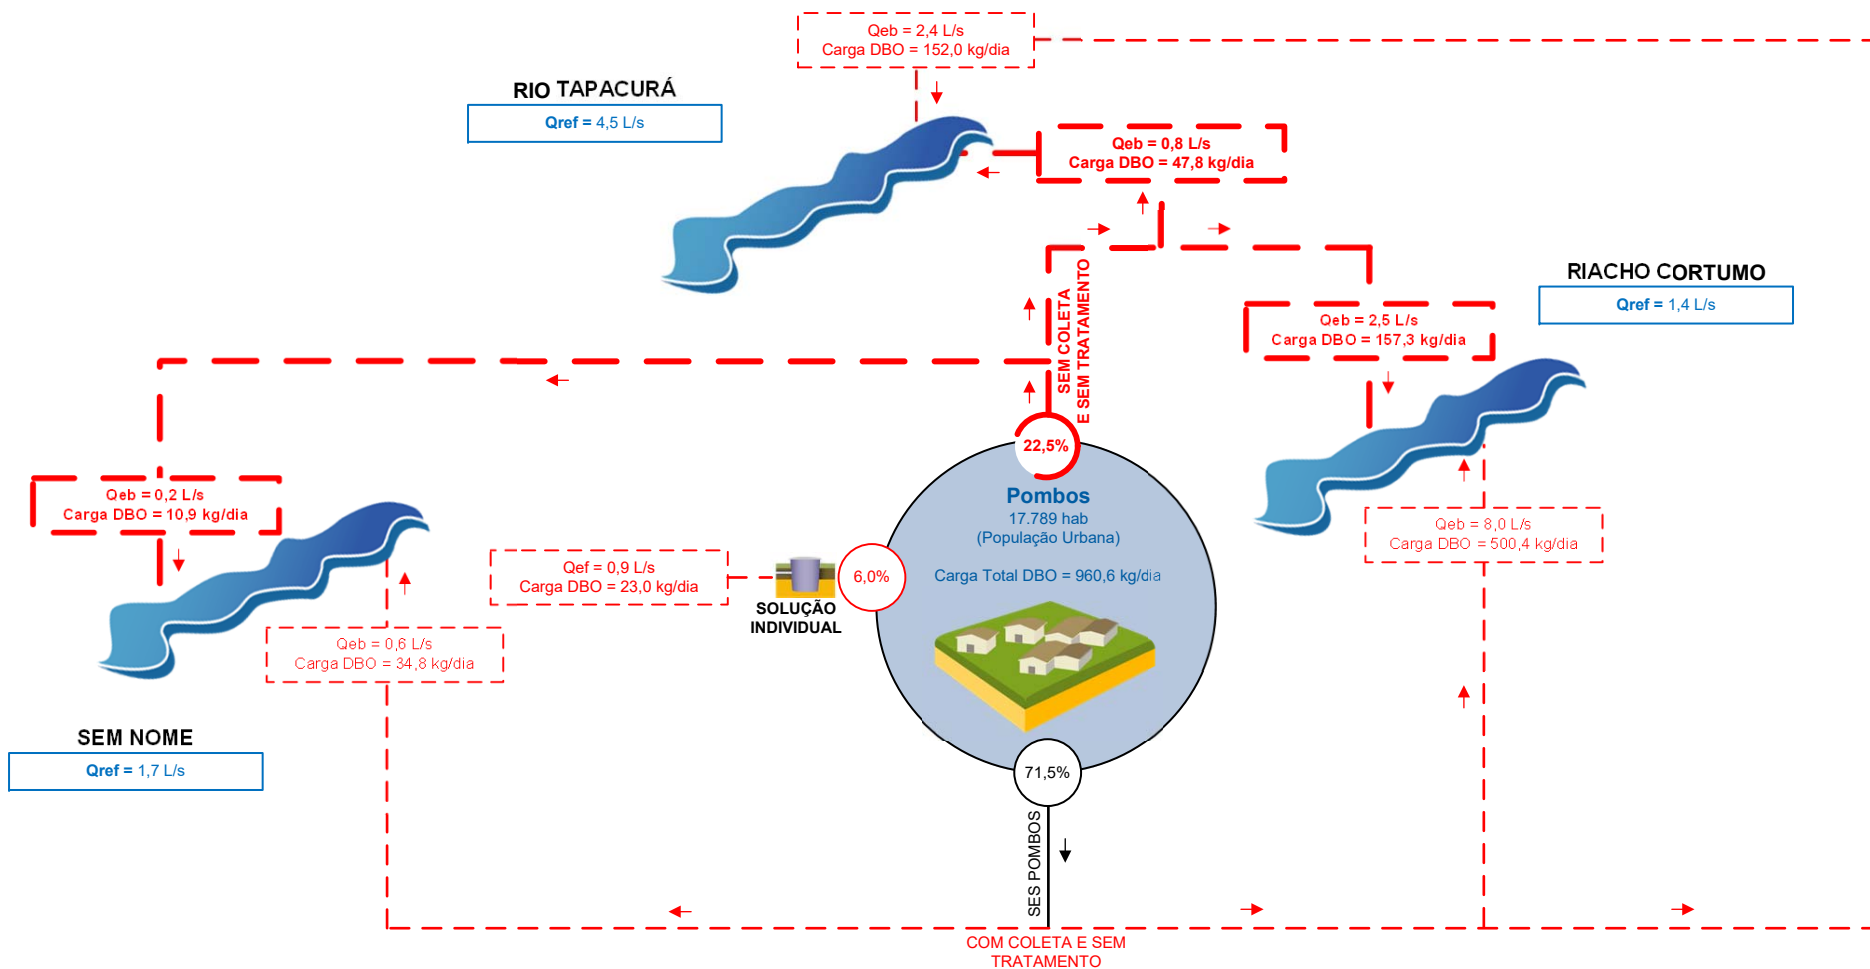 Qeb = 2,4 L/s
Carga DBO = 152,0 kg/dia
RIO TAPACURÁ
Qref = 4,5 L/s
Qeb = 0,8 L/s
Carga DBO = 47,8 kg/dia
RIACHO CORTUMO
Qref = 1,4 L/s
SEM COLETA
E SEM TRATAMENTO
Qeb = 2,5 L/s
Carga DBO = 157,3 kg/dia
22,5%
Qeb = 0,2 L/s
Carga DBO = 10,9 kg/dia
Pombos
17.789 hab
(População Urbana)
Carga Total DBO = 960,6 kg/dia
Qeb = 8,0 L/s
Carga DBO = 500,4 kg/dia
Qef = 0,9 L/s
Carga DBO = 23,0 kg/dia
6,0%
SOLUÇÃO
INDIVIDUAL
Qeb = 0,6 L/s
Carga DBO = 34,8 kg/dia
SEM NOME
Qref = 1,7 L/s
71,5%
SES POMBOS
COM COLETA E SEM
TRATAMENTO